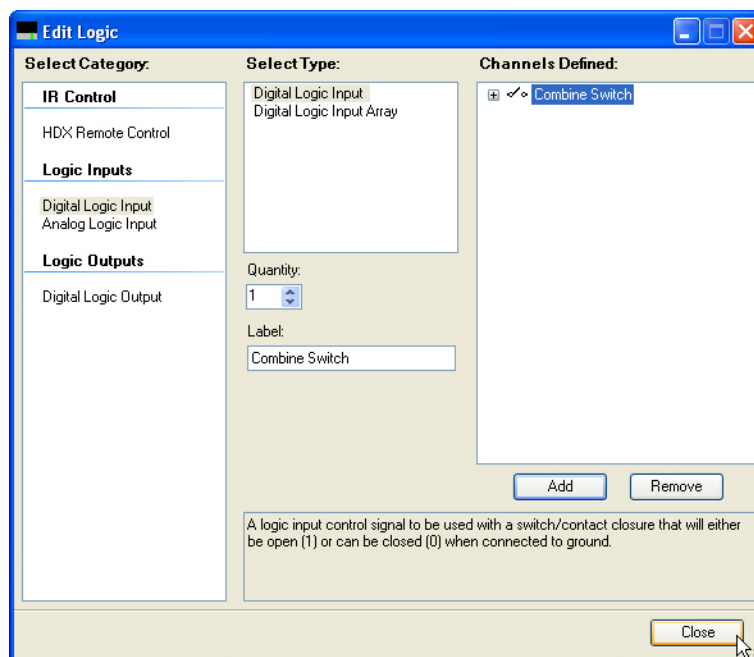 Edit Logic
Select Category:
IR Control
HDX Remote Control
Logic Inputs
Digital Logic Input
Analog Logic Input
Logic Outputs
Digital Logic Output
Select Type:
Digital Logic Input
Digital Logic Input Array
Quantity:
1
Label:
Combine Switch
Channels Defined:
Combine Switch
Add
Remove
A logic input control signal to be used with a switch/contact closure that will either
be open (1) or can be closed (0) when connected to ground.
Close